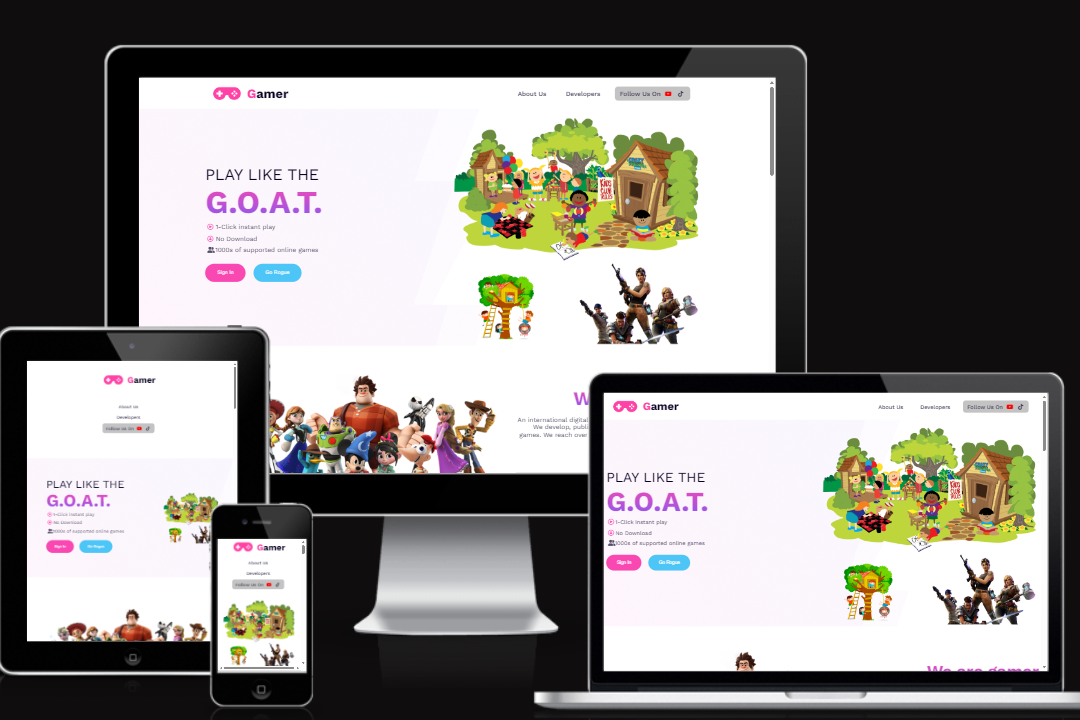 Gamer
About Us
Developers
Follow Us On
PLAY LIKE THE
G.O.A.T.
1-Click instant play
No Download
1000s of supported online games
Sign In
Go Rogue
KIDS
CLUB
RULES
W
An international digital
We develop, publi
games. We reach over
Gamer
About Us
Developers
Follow Us On
PLAY LIKE THE
G.O.A.T.
1-Click instant play
No Download
1000s of supported online games
Sign In
Go Rogue
Gamer
About Us
Developers
Follow Us On
Gamer
About Us
Developers
Follow Us On
PLAY LIKE THE
G.O.A.T.
1-Click instant play
No Download
1000s of supported online games
Sign In
Go Rogue
KIDS
CLUB
RULES
We are gamer